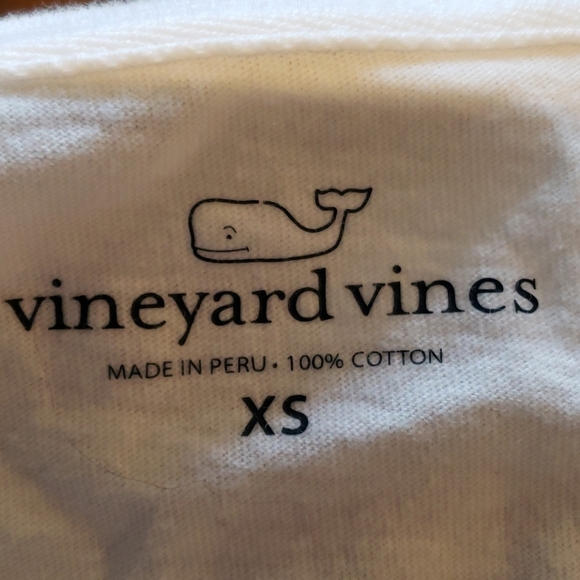 vineyard vines
MADE IN PERU • 100% COTTON
XS